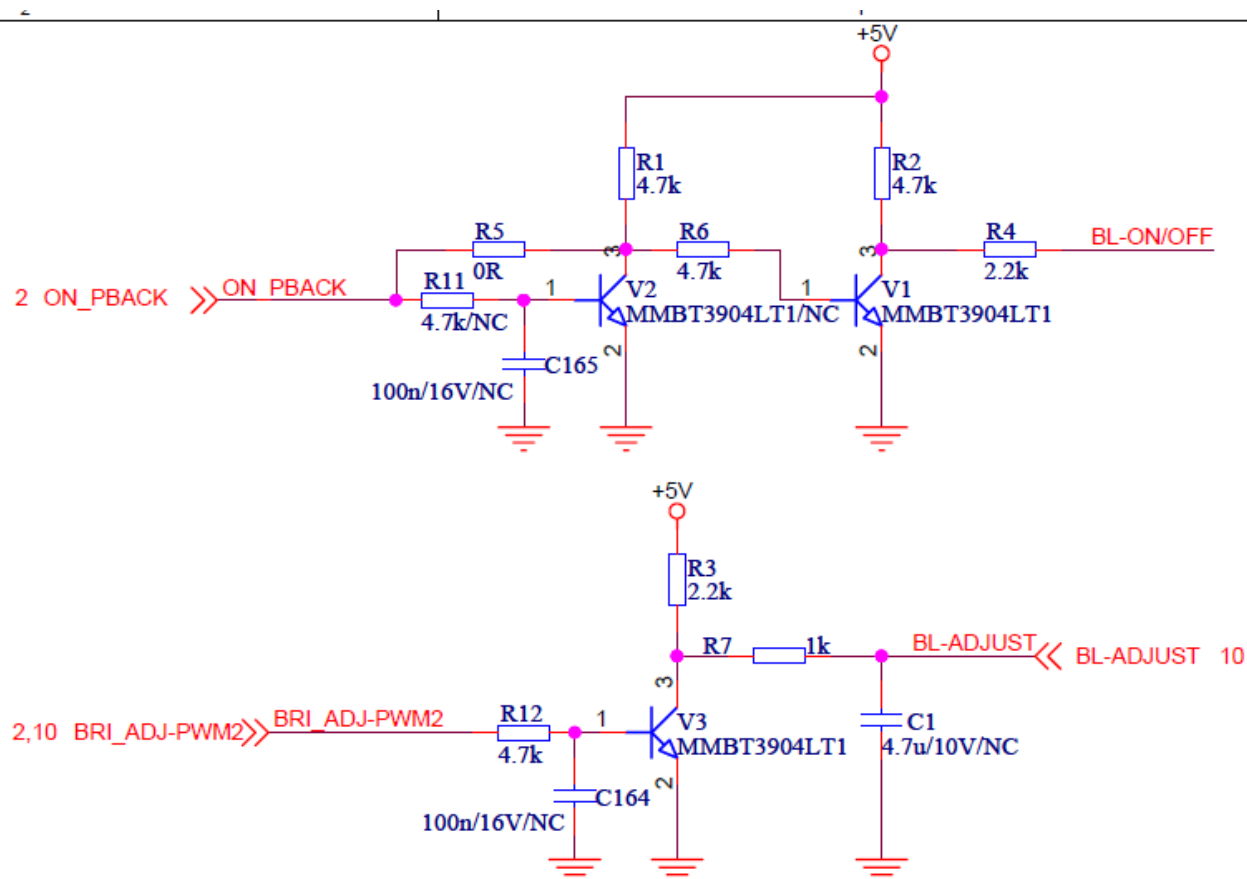 +5V
R1
4.7k
R2
4.7k
R5
0R
3
R6
4.7k
3
R4
2.2k
BL-ON/OFF
2 ON_PBACK
ON_PBACK
R11
4.7k/NC
1
V2
MMBT3904LT1/NC
1
V1
MMBT3904LT1
2
2
C165
100n/16V/NC
+5V
R3
2.2k
R7
1k
BL-ADJUST
BL-ADJUST 10
3
2,10 BRI_ADJ-PWM2
BRI_ADJ-PWM2
R12
4.7k
1
V3
MMBT3904LT1
C1
4.7u/10V/NC
2
C164
100n/16V/NC